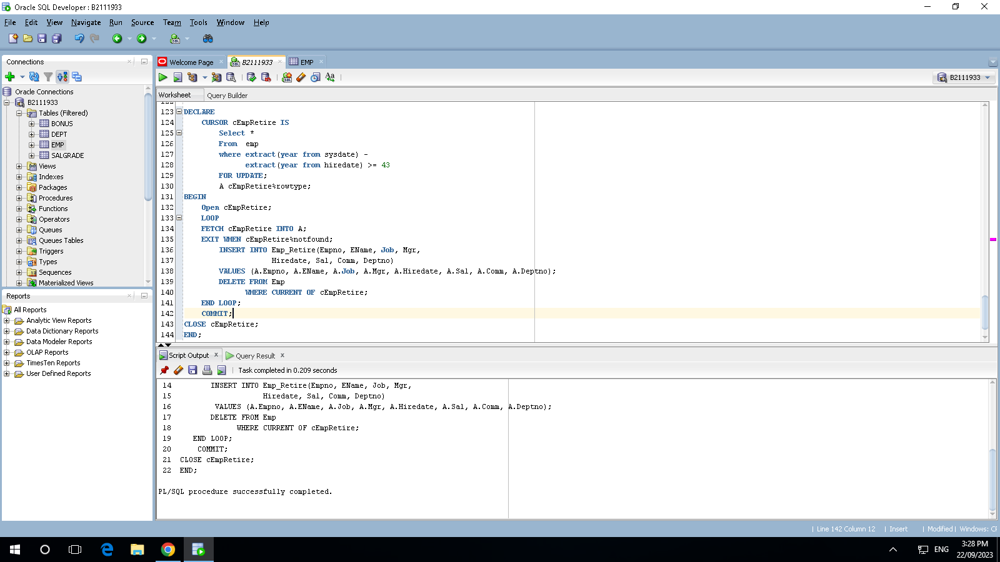 Oracle SQL Developer : B2111933
File Edit View Navigate Run Source Team Tools Window Help
Connections
Oracle Connections
B2111933
Tables (Filtered)
BONUS
DEPT
EMP
SALGRADE
Views
Indexes
Packages
Procedures
Functions
Operators
Queues
Queues Tables
Triggers
Types
Sequences
Materialized Views
Reports
All Reports
Analytic View Reports
Data Dictionary Reports
Data Modeler Reports
OLAP Reports
TimesTen Reports
User Defined Reports
Welcome Page B2111933 EMP
B2111933
Worksheet Query Builder
123 DECLARE
124 CURSOR cEmpRetire IS
125 Select *
126 From emp
127 where extract(year from sysdate) -
128 extract(year from hiredate) >= 43
129 FOR UPDATE;
130 A cEmpRetire%rowtype;
131 BEGIN
132 Open cEmpRetire;
133 LOOP
134 FETCH cEmpRetire INTO A;
135 EXIT WHEN cEmpRetire%notfound;
136 INSERT INTO Emp_Retire(Empno, EName, Job, Mgr,
137 Hiredate, Sal, Comm, Deptno)
138 VALUES (A.Empno, A.EName, A.Job, A.Mgr, A.Hiredate, A.Sal, A.Comm, A.Deptno);
139 DELETE FROM Emp
140 WHERE CURRENT OF cEmpRetire;
141 END LOOP;
142 COMMIT;
143 CLOSE cEmpRetire;
144 END;
Script Output x Query Result x
Task completed in 0.209 seconds
14 INSERT INTO Emp_Retire(Empno, EName, Job, Mgr,
15 Hiredate, Sal, Comm, Deptno)
16 VALUES (A.Empno, A.EName, A.Job, A.Mgr, A.Hiredate, A.Sal, A.Comm, A.Deptno);
17 DELETE FROM Emp
18 WHERE CURRENT OF cEmpRetire;
19 END LOOP;
20 COMMIT;
21 CLOSE cEmpRetire;
22 END;
PL/SQL procedure successfully completed.
| Line 142 Column 12 | Insert | Modified | Windows: CF
ENG
3:28 PM
22/09/2023